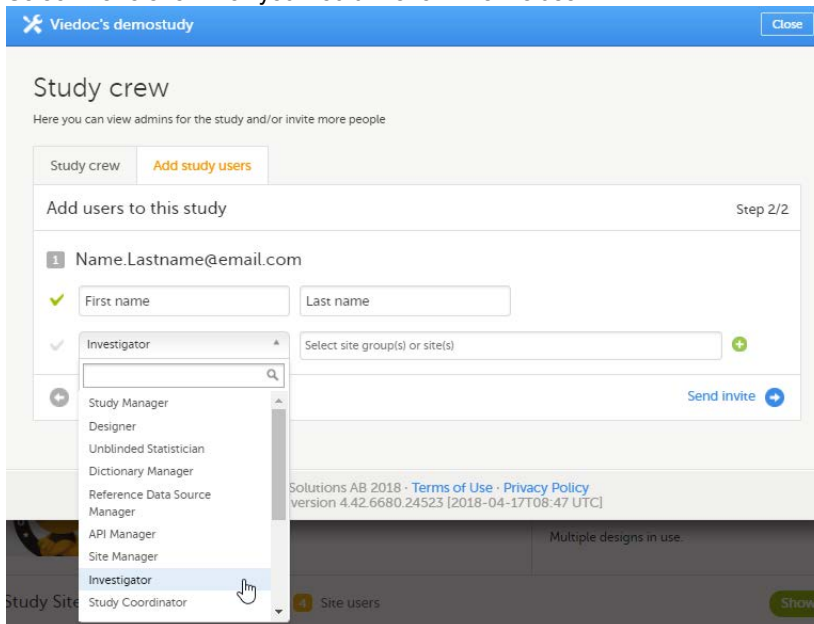 Viedoc's demostudy
Close
Study crew
Here you can view admins for the study and/or invite more people
Study crew
Add study users
Add users to this study
Step 2/2
1 Name.Lastname@email.com
First name
Last name
Investigator
Select site group(s) or site(s)
Study Manager
Designer
Unblinded Statistician
Dictionary Manager
Reference Data Source
Manager
API Manager
Site Manager
Investigator
Study Coordinator
Send invite
Solutions AB 2018 · Terms of Use · Privacy Policy
version 4.42.6680.24523 [2018-04-17T08:47 UTC]
Multiple designs in use.
Study Site
4 Site users
Show